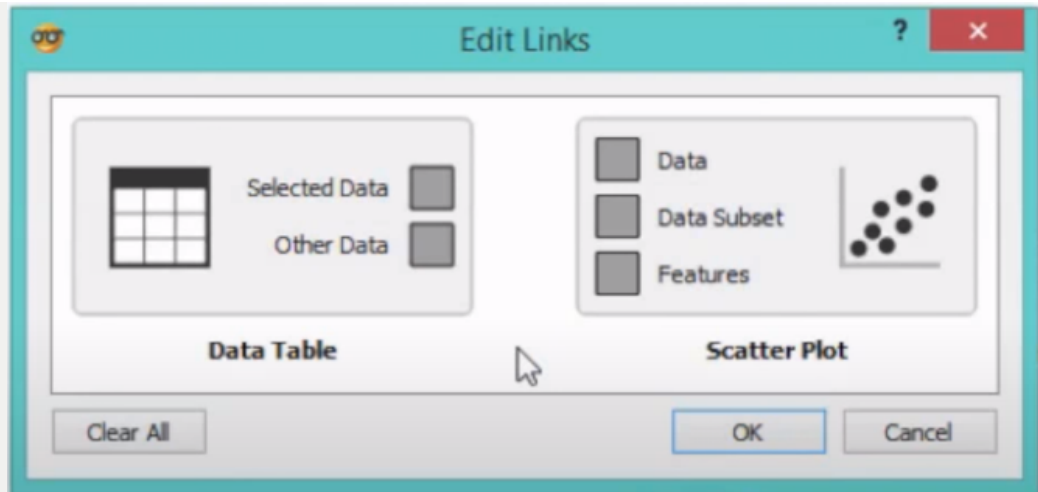 Edit Links
?
Selected Data
Other Data
Data Table
Data
Data Subset
Features
Scatter Plot
Clear All
OK
Cancel